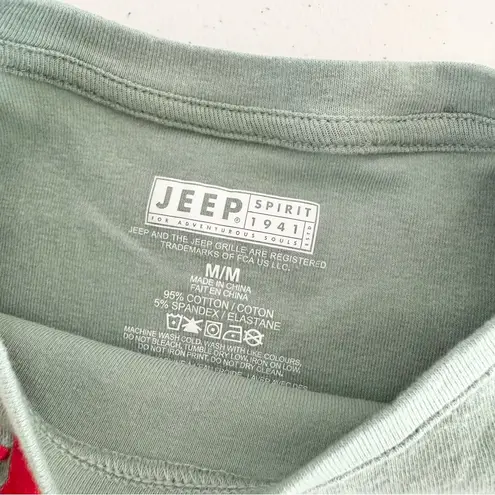 JEEP® SPIRIT
1941
FOR ADVENTUROUS SOULS
JEEP AND THE JEEP GRILLE ARE REGISTERED
TRADEMARKS OF FCA US LLC.
M/M
MADE IN CHINA
FAIT EN CHINA
95% COTTON / COTON
5% SPANDEX / ELASTANE
MACHINE WASH COLD. WASH WITH LIKE COLOURS.
DO NOT BLEACH, TUMBLE DRY LOW, IRON ON LOW.
DO NOT IRON PRINT, DO NOT DRY CLEAN.